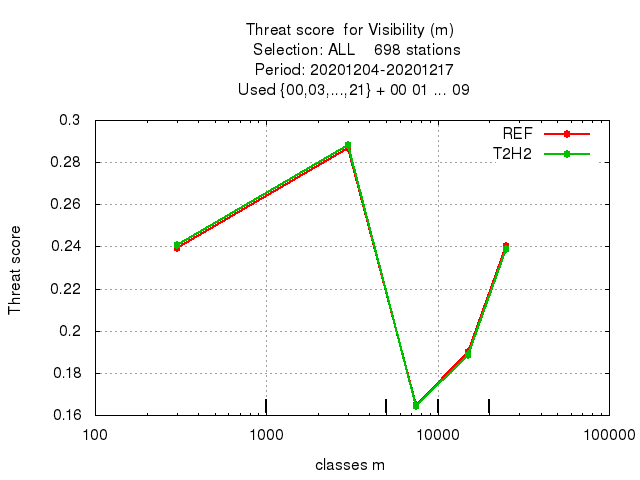 Threat score  for Visibility (m)
Selection: ALL    698 stations
Period: 20201204-20201217
Used {00,03,...,21} + 00 01 ... 09
0.3
REF
T2H2
0.28
0.26
0.24
0.22
0.2
0.18
0.16
Threat score
100
1000
10000
100000
classes m